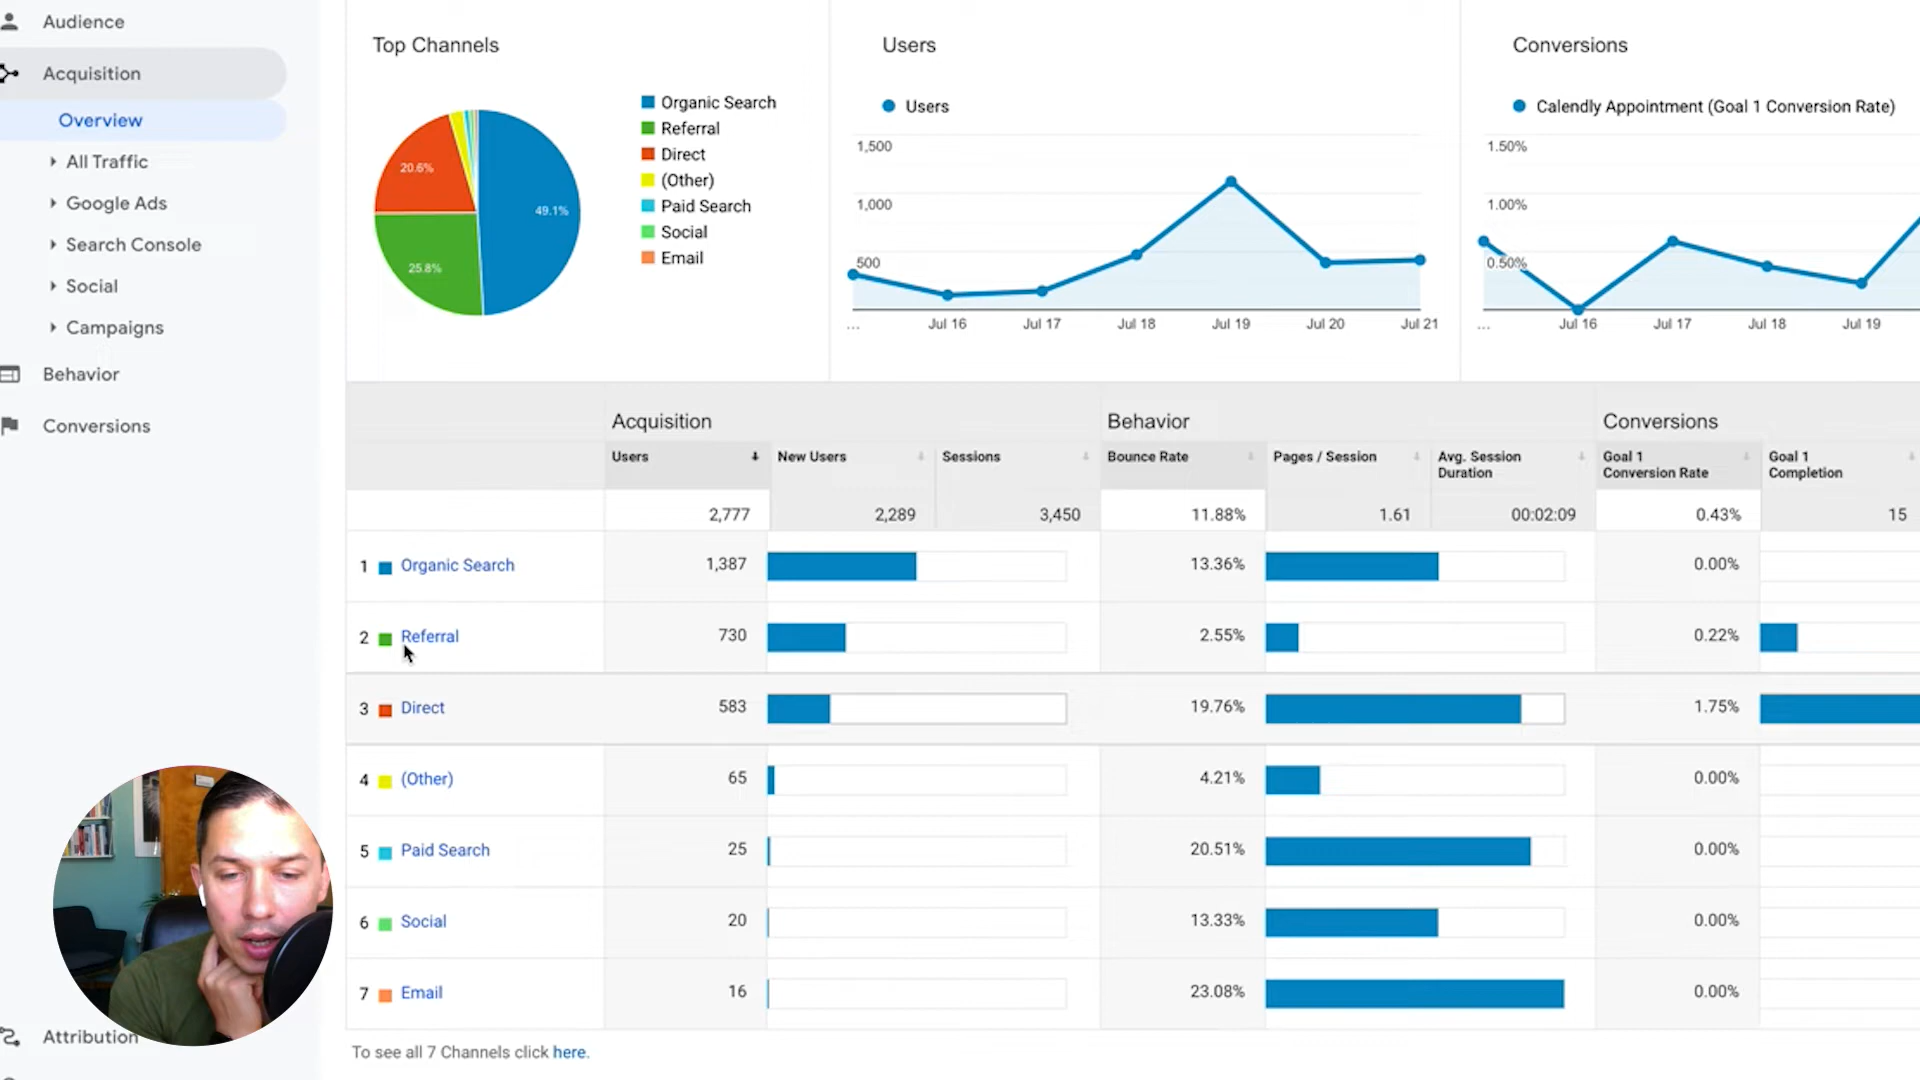 Audience
Acquisition
Overview
All Traffic
Google Ads
Search Console
Social
Campaigns
Behavior
Conversions
Attribution
Top Channels
Organic Search
Referral
Direct
(Other)
Paid Search
Social
Email
49.1%
25.8%
20.6%
Users
Users
1,500
1,000
500
... Jul 16 Jul 17 Jul 18 Jul 19 Jul 20 Jul 21
Conversions
Calendly Appointment (Goal 1 Conversion Rate)
1.50%
1.00%
0.50%
... Jul 16 Jul 17 Jul 18 Jul 19
Acquisition Behavior Conversions
Users New Users Sessions Bounce Rate Pages / Session Avg. Session Duration Goal 1 Conversion Rate Goal 1 Completion
2,777 2,289 3,450 11.88% 1.61 00:02:09 0.43% 15
1 Organic Search 1,387 13.36% 0.00%
2 Referral 730 2.55% 0.22%
3 Direct 583 19.76% 1.75%
4 (Other) 65 4.21% 0.00%
5 Paid Search 25 20.51% 0.00%
6 Social 20 13.33% 0.00%
7 Email 16 23.08% 0.00%
To see all 7 Channels click here.